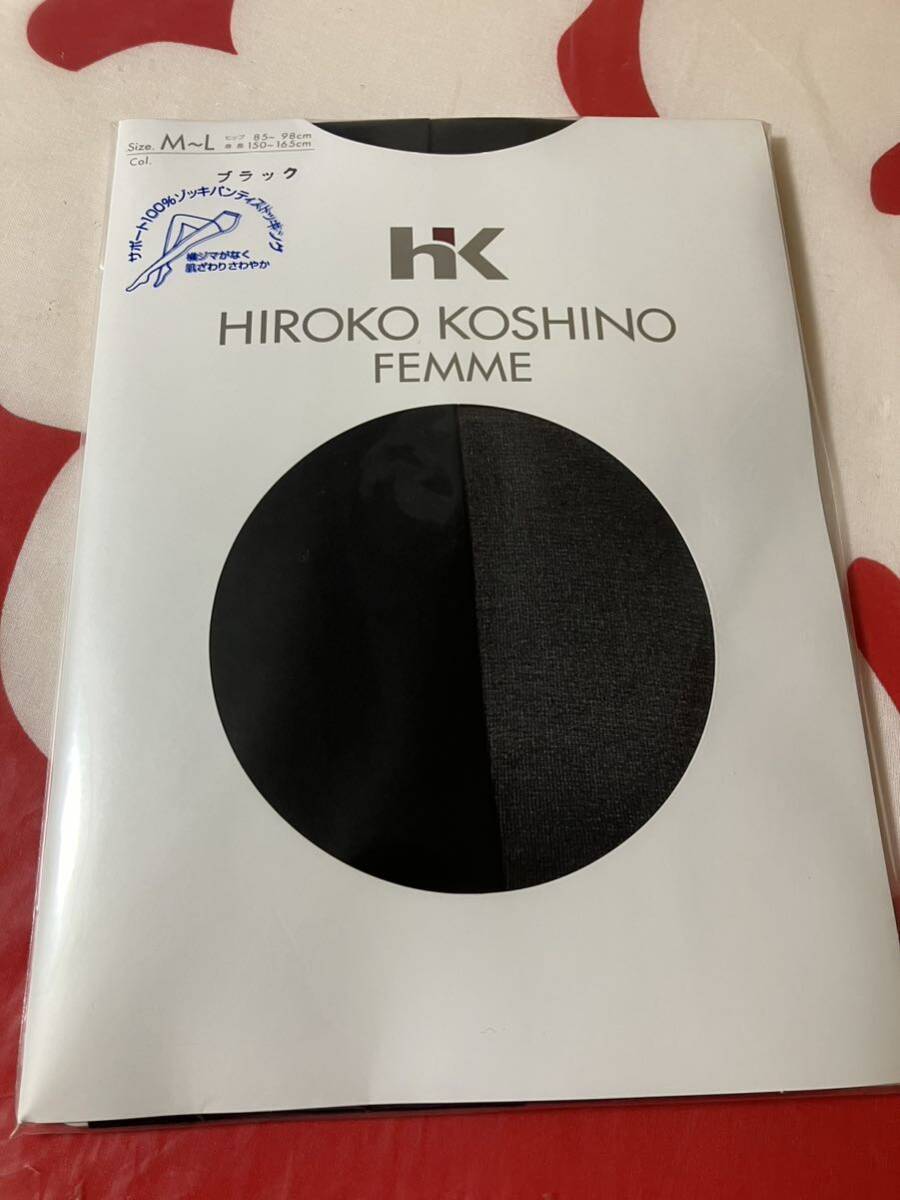 Size. M~L ヒップ 85~98cm
身長 150~165cm
Col.
ブラック
サポート100%ゾッキパンティストッキング
横ジマがなく
肌ざわりさわやか
HK
HIROKO KOSHINO
FEMME